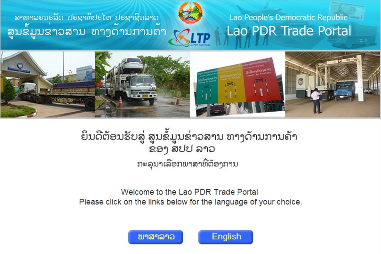 ສາທາລະນະລັດ ປະຊາທິປະໄຕ ປະຊາຊົນລາວ
ສູນຂໍ້ມູນຂ່າວສານ ທາງດ້ານການຄ້າ
LTP
Lao People's Democratic Republic
Lao PDR Trade Portal
ຍິນດີຕ້ອນຮັບສູ່ ສູນຂໍ້ມູນຂ່າວສານ ທາງດ້ານການຄ້າ
ຂອງ ສປປ ລາວ
ກະລຸນາເລືອກພາສາທີ່ຕ້ອງການ
Welcome to the Lao PDR Trade Portal
Please click on the links below for the language of your choice.
ພາສາລາວ
English